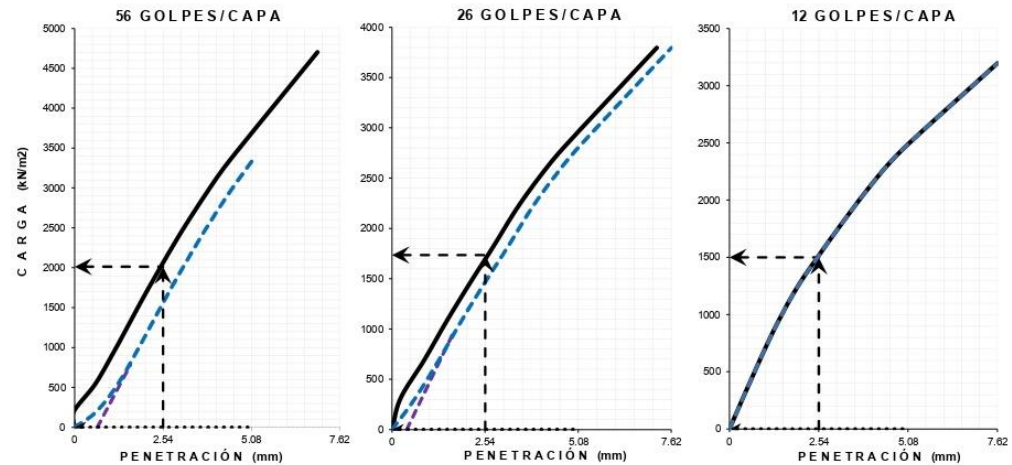 56 GOLPES/CAPA
5000
4500
4000
3500
3000
2500
2000
1500
1000
500
0
CARGA (kN/m2)
0 2.54 5.08 7.62
PENETRACIÓN (mm)
26 GOLPES/CAPA
4000
3500
3000
2500
2000
1500
1000
500
0
0 2.54 5.08 7.62
PENETRACIÓN (mm)
12 GOLPES/CAPA
3500
3000
2500
2000
1500
1000
500
0
0 2.54 5.08 7.62
PENETRACIÓN (mm)